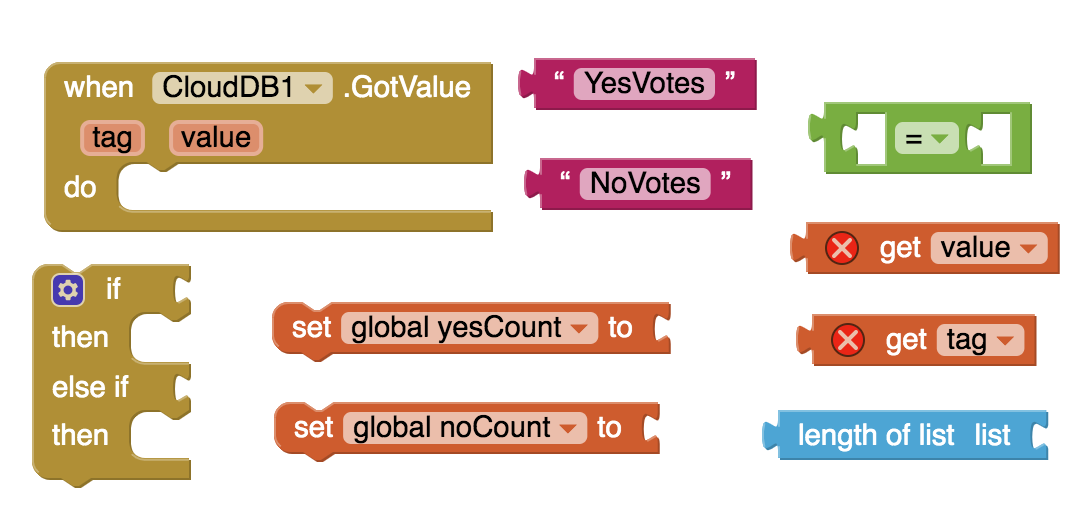 when CloudDB1 .GotValue
tag value
do
“ YesVotes ”
“ NoVotes ”
=
get value
get tag
length of list list
if
then
else if
then
set global yesCount to
set global noCount to